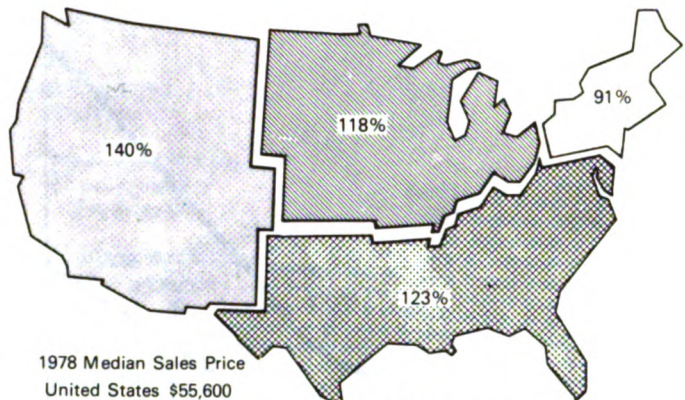 91%
118%
140%
123%
1978 Median Sales Price
United States $55,600